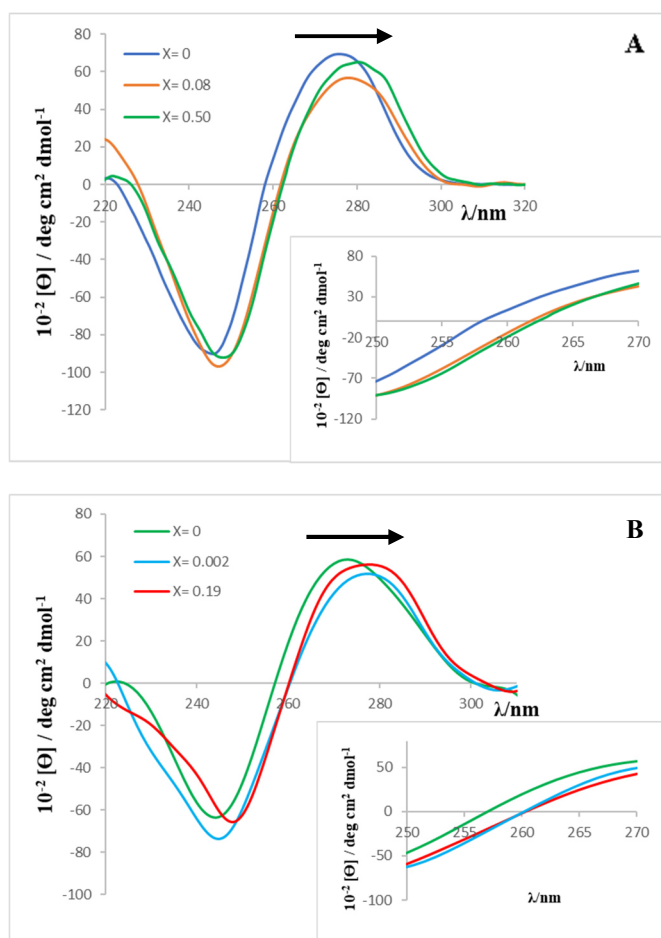 A
X= 0
X= 0.08
X= 0.50
10⁻² [Ө] / deg cm² dmol⁻¹
80
60
40
20
0
-20
-40
-60
-80
-100
-120
220 240 260 280 300 320
λ/nm
10⁻² [Ө] / deg cm² dmol⁻¹
80
30
-20
-70
-120
250 255 260 265 270
λ/nm
B
X= 0
X= 0.002
X= 0.19
10⁻² [Ө] / deg cm² dmol⁻¹
80
60
40
20
0
-20
-40
-60
-80
-100
220 240 260 280 300
λ/nm
10⁻² [Ө] / deg cm² dmol⁻¹
50
0
-50
-100
250 255 260 265 270
λ/nm